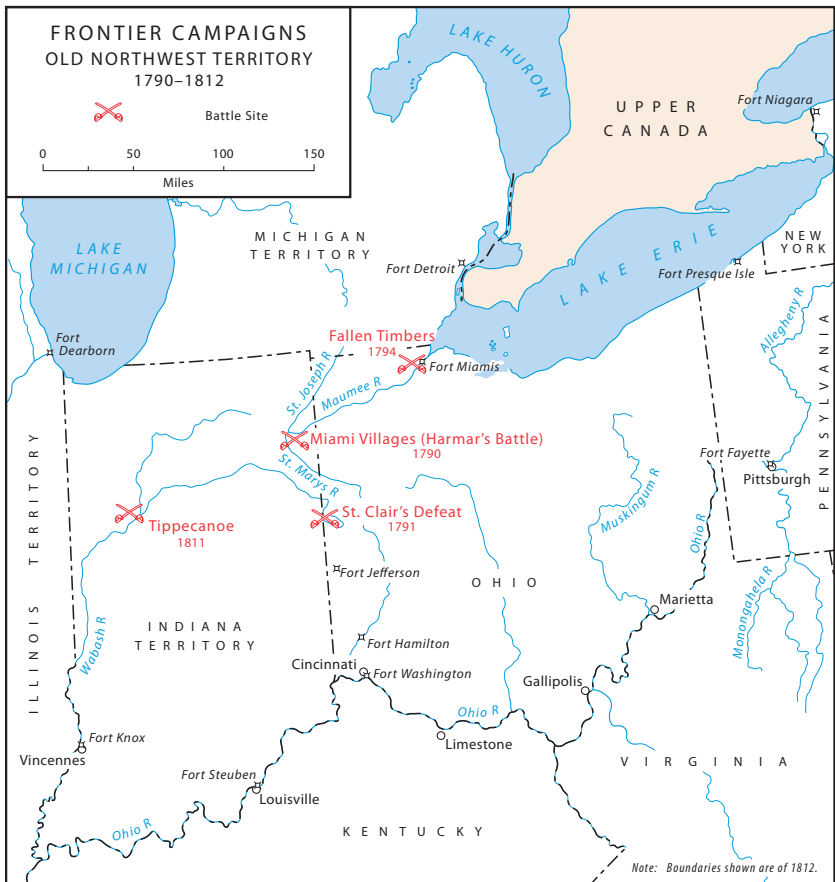 FRONTIER CAMPAIGNS
OLD NORTHWEST TERRITORY
1790–1812
Battle Site
0 50 100 150
Miles
LAKE HURON
UPPER
CANADA
Fort Niagara
LAKE
MICHIGAN
MICHIGAN
TERRITORY
Fort Detroit
LAKE ERIE
Fort Presque Isle
NEW
YORK
Fort
Dearborn
Fallen Timbers
1794
Fort Miamis
St. Joseph R
Maumee R
Allegheny R
PENNSYLVANIA
Miami Villages (Harmar's Battle)
1790
St. Marys R
Fort Fayette
Pittsburgh
Tippecanoe
1811
St. Clair's Defeat
1791
Muskingum R
Ohio R
Fort Jefferson
OHIO
Monongahela R
ILLINOIS TERRITORY
INDIANA
TERRITORY
Wabash R
Marietta
Fort Hamilton
Cincinnati
Fort Washington
Gallipolis
Ohio R
Limestone
Fort Knox
Vincennes
VIRGINIA
Fort Steuben
Louisville
Ohio R
KENTUCKY
Note: Boundaries shown are of 1812.